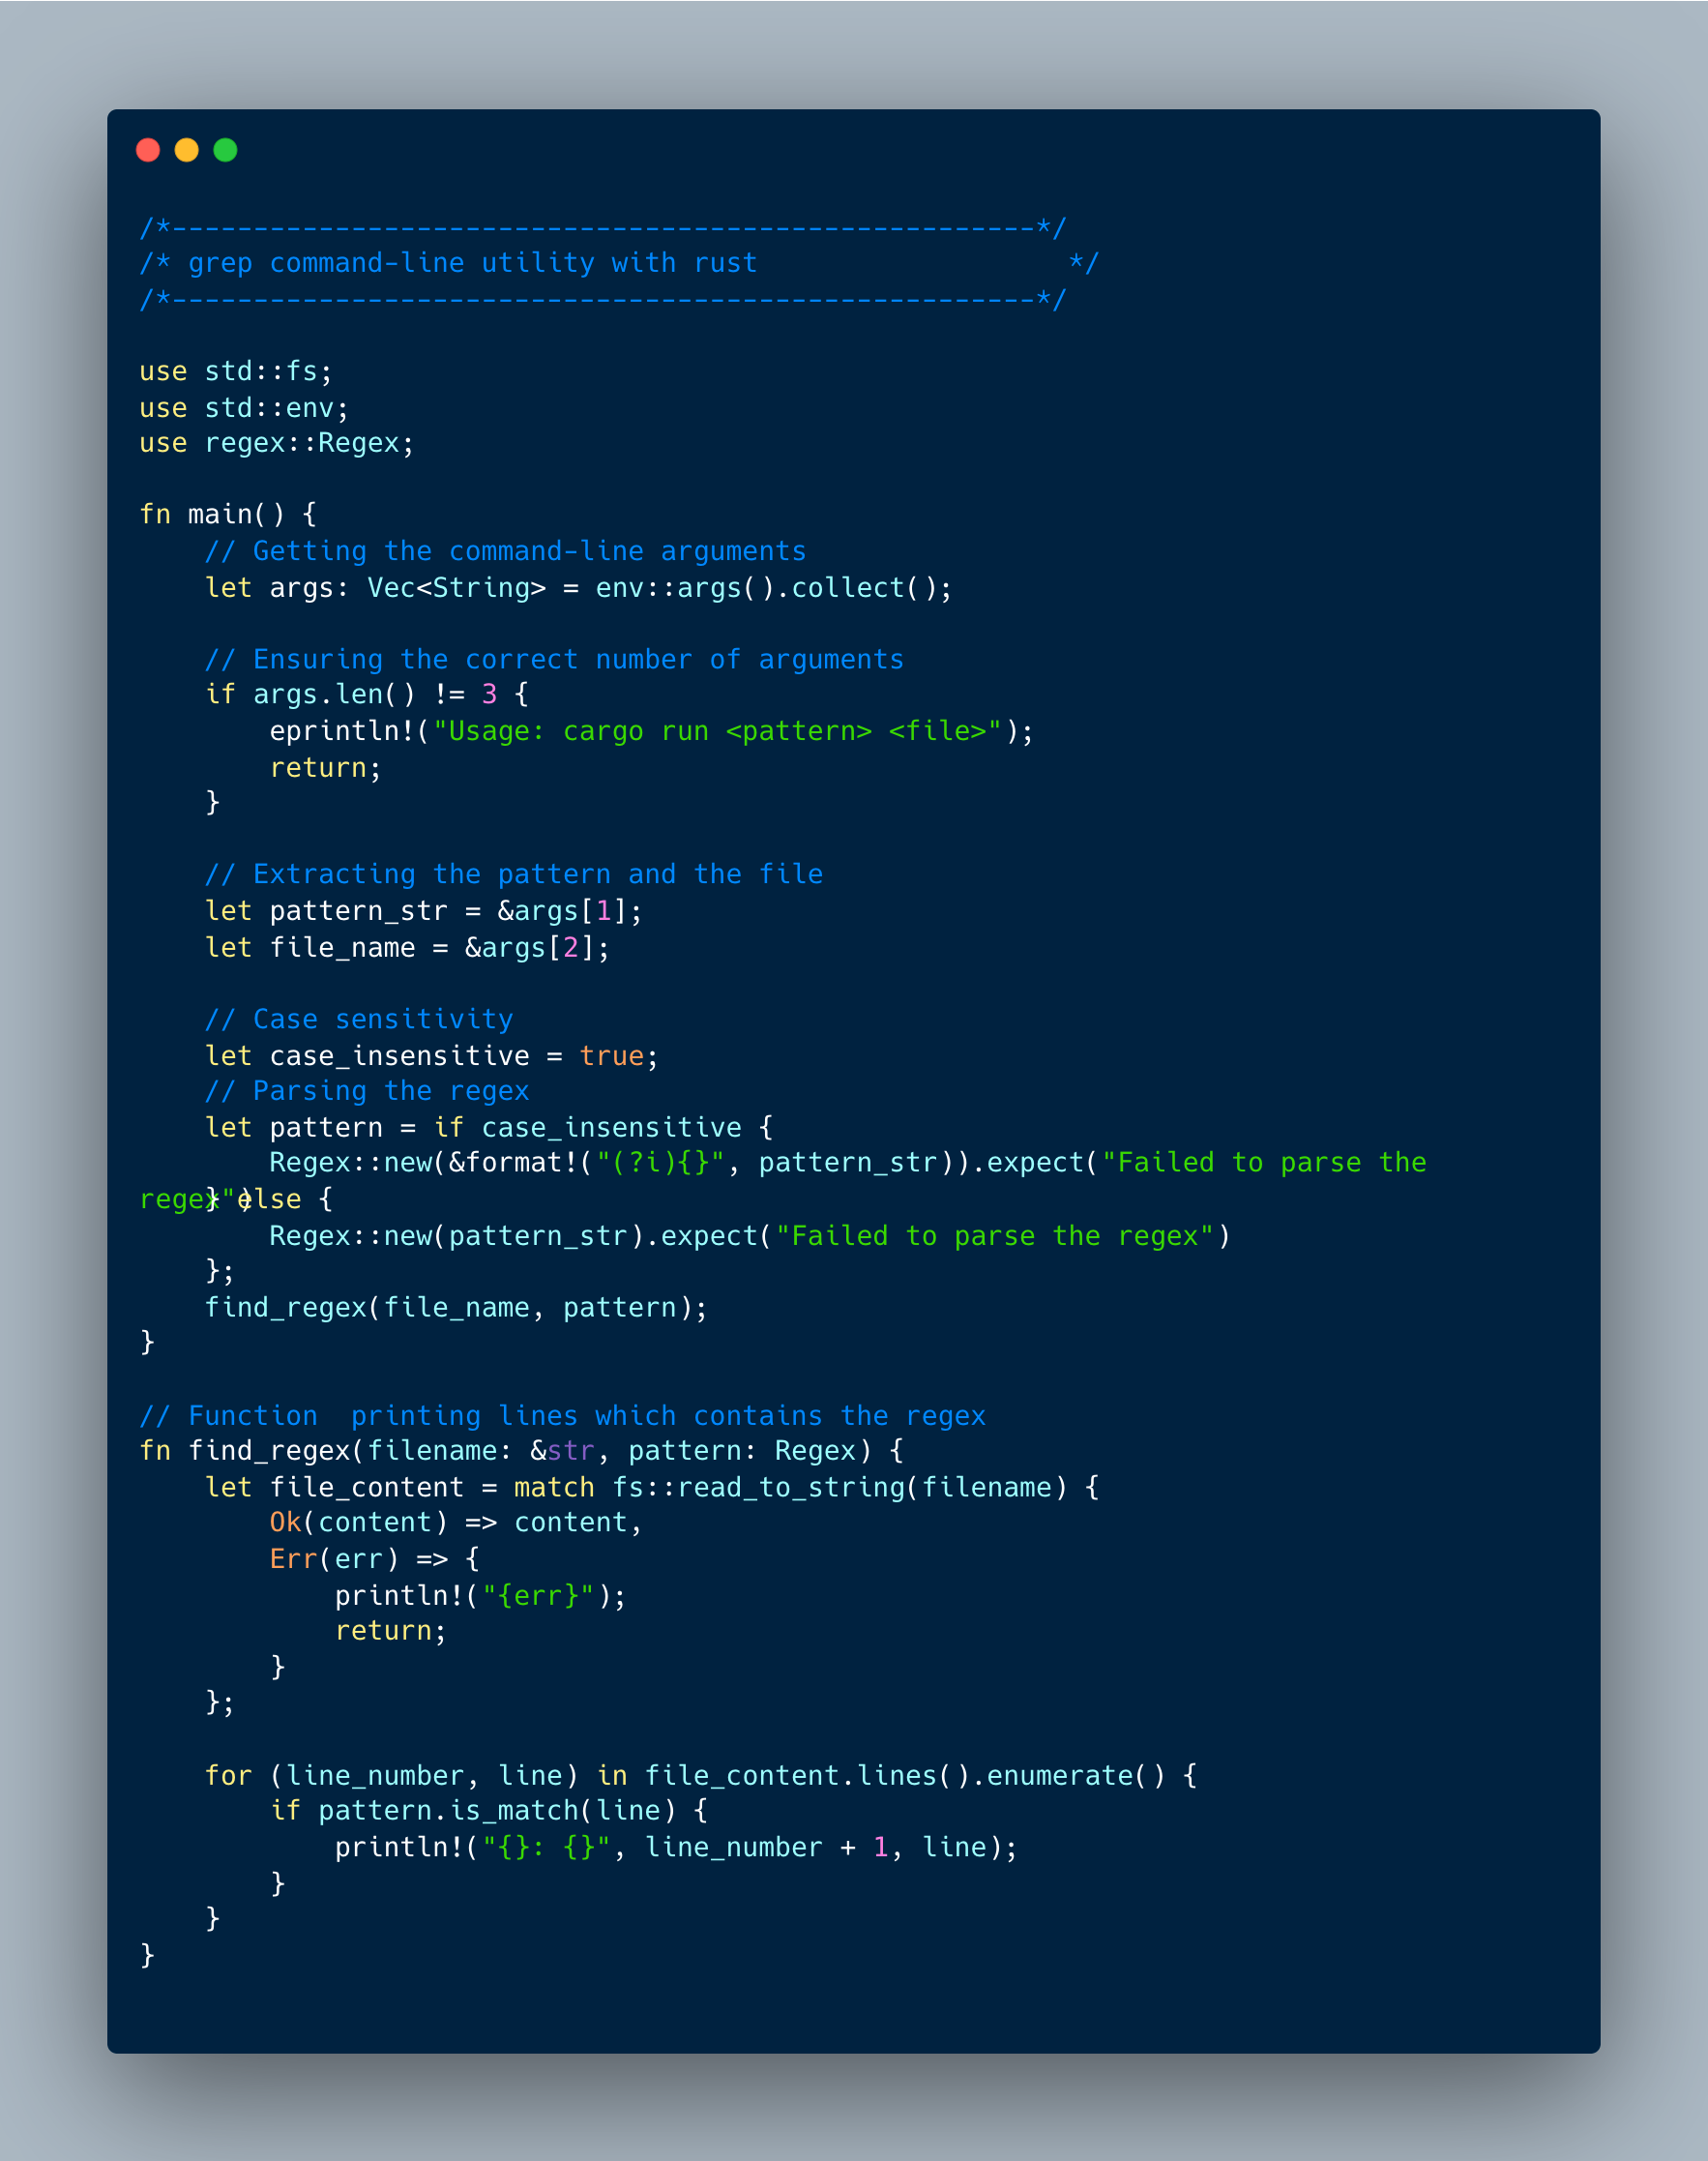 /*-----------------------------------------------------*/
/* grep command-line utility with rust                   */
/*-----------------------------------------------------*/

use std::fs;
use std::env;
use regex::Regex;

fn main() {
    // Getting the command-line arguments
    let args: Vec<String> = env::args().collect();

    // Ensuring the correct number of arguments
    if args.len() != 3 {
        eprintln!("Usage: cargo run <pattern> <file>");
        return;
    }

    // Extracting the pattern and the file
    let pattern_str = &args[1];
    let file_name = &args[2];

    // Case sensitivity
    let case_insensitive = true;
    // Parsing the regex
    let pattern = if case_insensitive {
        Regex::new(&format!("(?i){}", pattern_str)).expect("Failed to parse the
regex")
    } else {
        Regex::new(pattern_str).expect("Failed to parse the regex")
    };
    find_regex(file_name, pattern);
}

// Function  printing lines which contains the regex
fn find_regex(filename: &str, pattern: Regex) {
    let file_content = match fs::read_to_string(filename) {
        Ok(content) => content,
        Err(err) => {
            println!("{err}");
            return;
        }
    };

    for (line_number, line) in file_content.lines().enumerate() {
        if pattern.is_match(line) {
            println!("{}: {}", line_number + 1, line);
        }
    }
}